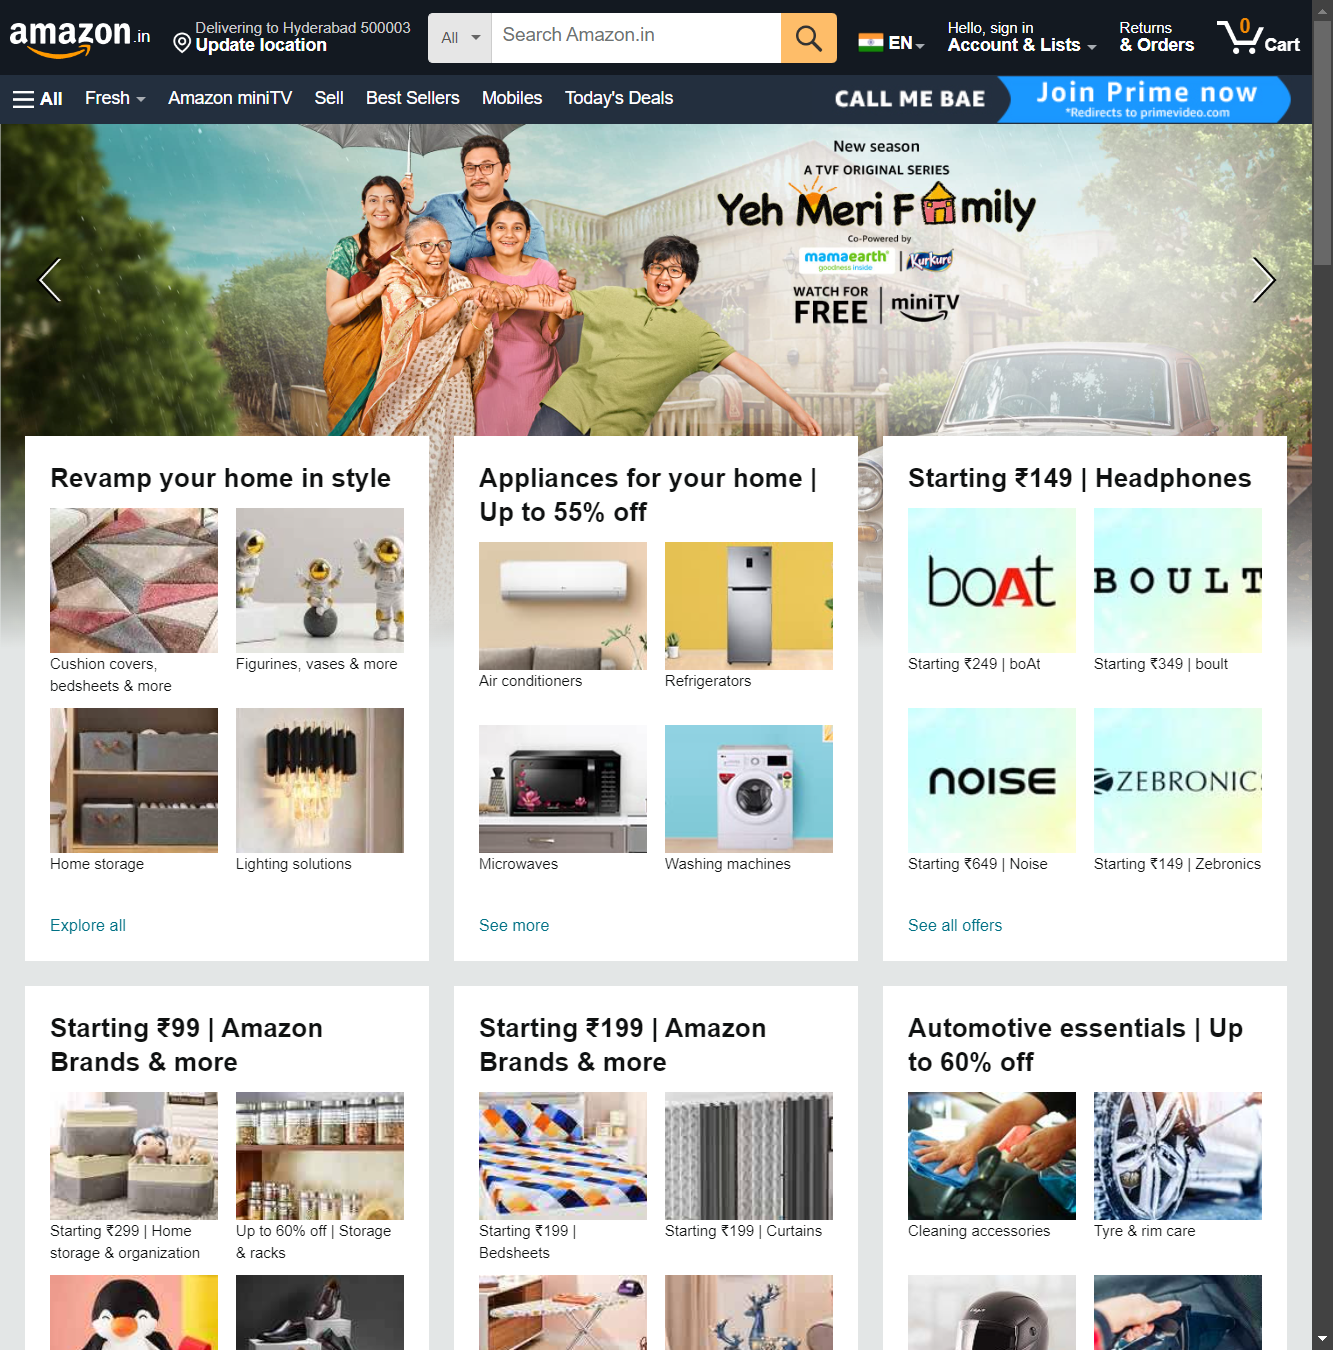 amazon.in
Delivering to Hyderabad 500003
Update location
All
Search Amazon.in
EN
Hello, sign in
Account & Lists
Returns
& Orders
0
Cart
All
Fresh
Amazon miniTV
Sell
Best Sellers
Mobiles
Today's Deals
CALL ME BAE
Join Prime now
*Redirects to primevideo.com
New season
A TVF ORIGINAL SERIES
Yeh Meri Family
Co-Powered by
mamaearth
goodness inside
Kurkure
WATCH FOR
FREE
miniTV
Revamp your home in style
Cushion covers,
bedsheets & more
Figurines, vases & more
Home storage
Lighting solutions
Explore all
Appliances for your home |
Up to 55% off
Air conditioners
Refrigerators
Microwaves
Washing machines
See more
Starting ₹149 | Headphones
boAt
BOULT
Starting ₹249 | boAt
Starting ₹349 | boult
noise
ZEBRONICS
Starting ₹649 | Noise
Starting ₹149 | Zebronics
See all offers
Starting ₹99 | Amazon
Brands & more
Starting ₹299 | Home
storage & organization
Up to 60% off | Storage
& racks
Starting ₹199 | Amazon
Brands & more
Starting ₹199 |
Bedsheets
Starting ₹199 | Curtains
Automotive essentials | Up
to 60% off
Cleaning accessories
Tyre & rim care